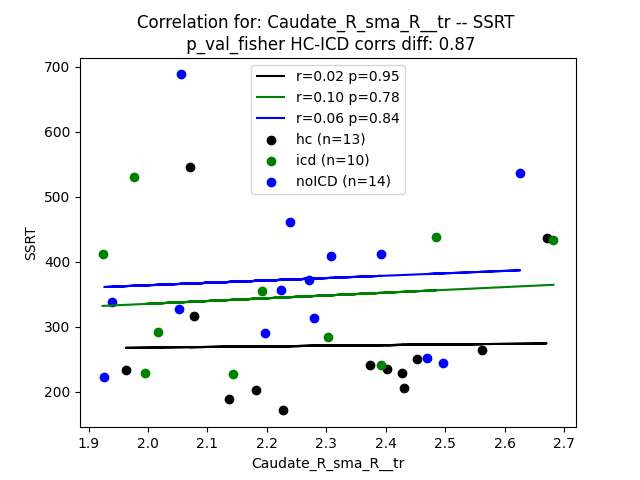 Correlation for: Caudate_R_sma_R__tr -- SSRT
p_val_fisher HC-ICD corrs diff: 0.87
r=0.02 p=0.95
r=0.10 p=0.78
r=0.06 p=0.84
hc (n=13)
icd (n=10)
noICD (n=14)
700
600
500
400
300
200
SSRT
1.9 2.0 2.1 2.2 2.3 2.4 2.5 2.6 2.7
Caudate_R_sma_R__tr